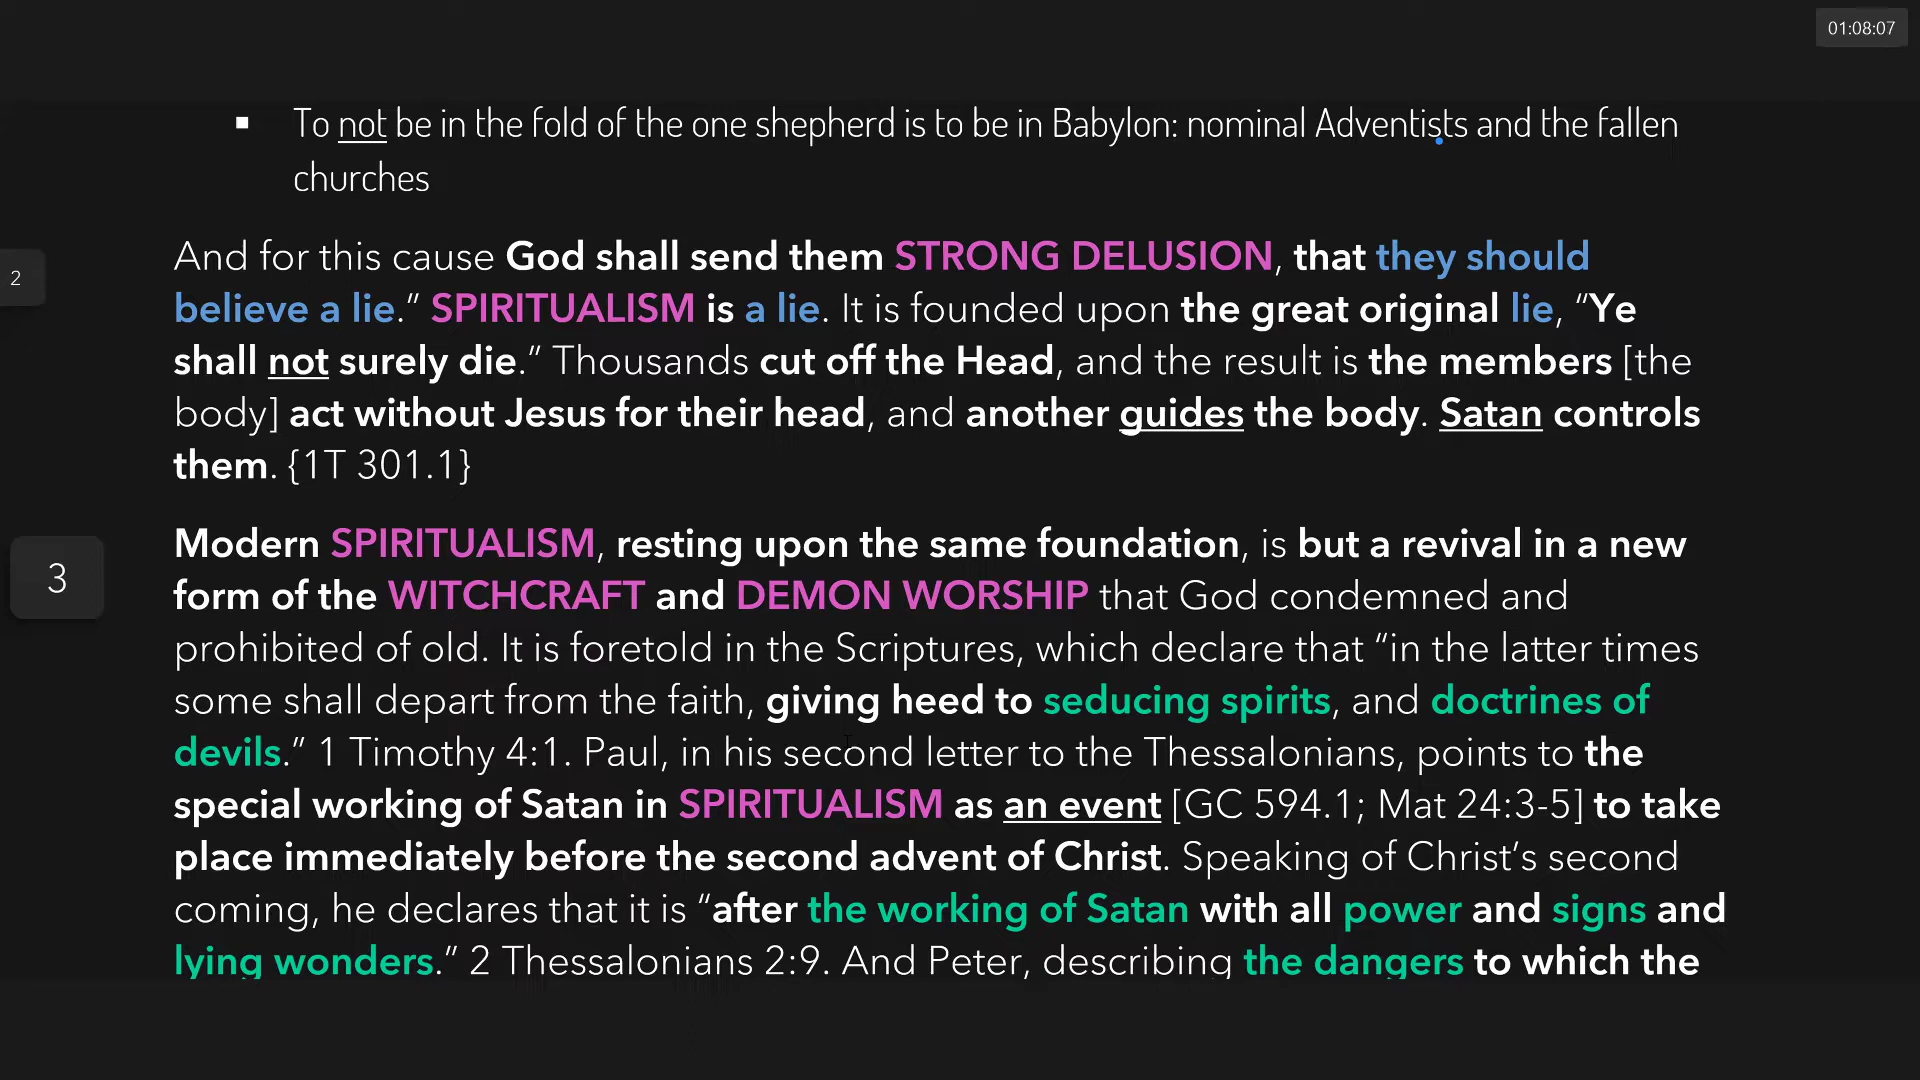 01:08:07
▪ To not be in the fold of the one shepherd is to be in Babylon: nominal Adventists and the fallen
churches
And for this cause God shall send them STRONG DELUSION, that they should
2
believe a lie.” SPIRITUALISM is a lie. It is founded upon the great original lie, “Ye
shall not surely die.” Thousands cut off the Head, and the result is the members [the
body] act without Jesus for their head, and another guides the body. Satan controls
them. {1T 301.1}
Modern SPIRITUALISM, resting upon the same foundation, is but a revival in a new
3
form of the WITCHCRAFT and DEMON WORSHIP that God condemned and
prohibited of old. It is foretold in the Scriptures, which declare that “in the latter times
some shall depart from the faith, giving heed to seducing spirits, and doctrines of
devils.” 1 Timothy 4:1. Paul, in his second letter to the Thessalonians, points to the
special working of Satan in SPIRITUALISM as an event [GC 594.1; Mat 24:3-5] to take
place immediately before the second advent of Christ. Speaking of Christ’s second
coming, he declares that it is “after the working of Satan with all power and signs and
lying wonders.” 2 Thessalonians 2:9. And Peter, describing the dangers to which the